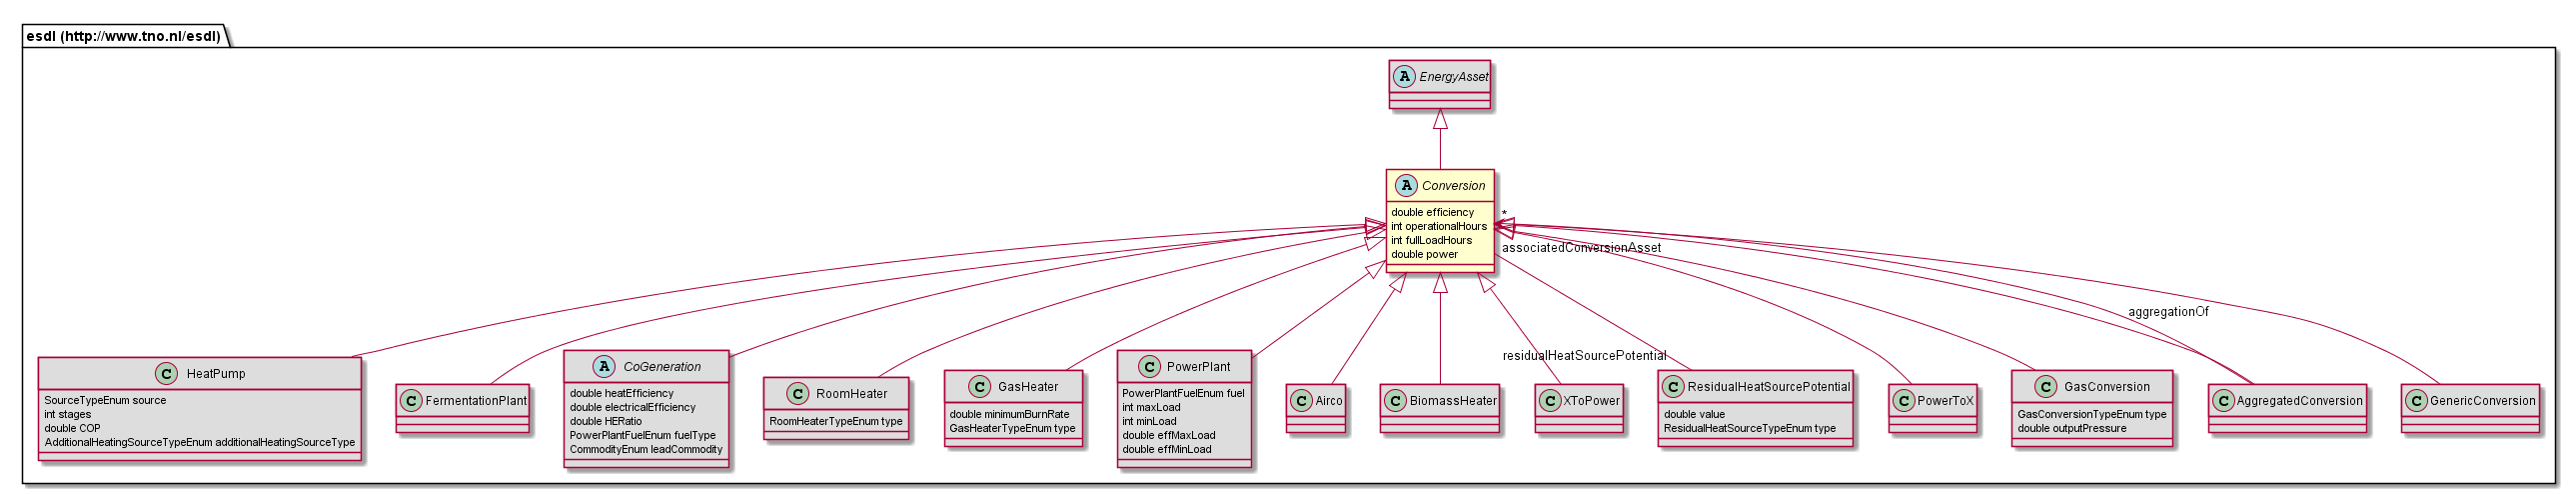 esdl (http://www.tno.nl/esdl)
A EnergyAsset
A Conversion
double efficiency
int operationalHours
int fullLoadHours
double power
*
associatedConversionAsset
aggregationOf
residualHeatSourcePotential
C HeatPump
SourceTypeEnum source
int stages
double COP
AdditionalHeatingSourceTypeEnum additionalHeatingSourceType
C FermentationPlant
A CoGeneration
double heatEfficiency
double electricalEfficiency
double HERatio
PowerPlantFuelEnum fuelType
CommodityEnum leadCommodity
C RoomHeater
RoomHeaterTypeEnum type
C GasHeater
double minimumBurnRate
GasHeaterTypeEnum type
C PowerPlant
PowerPlantFuelEnum fuel
int maxLoad
int minLoad
double effMaxLoad
double effMinLoad
C Airco
C BiomassHeater
C XToPower
C ResidualHeatSourcePotential
double value
ResidualHeatSourceTypeEnum type
C PowerToX
C GasConversion
GasConversionTypeEnum type
double outputPressure
C AggregatedConversion
C GenericConversion